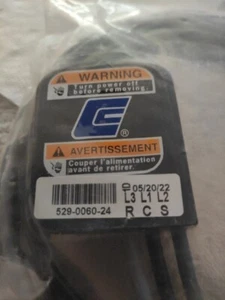 WARNING
Turn power off
before removing.
®
AVERTISSEMENT
Couper l'alimentation
avant de retirer.
05/20/22
L3 L1 L2
529-0060-24
R C S